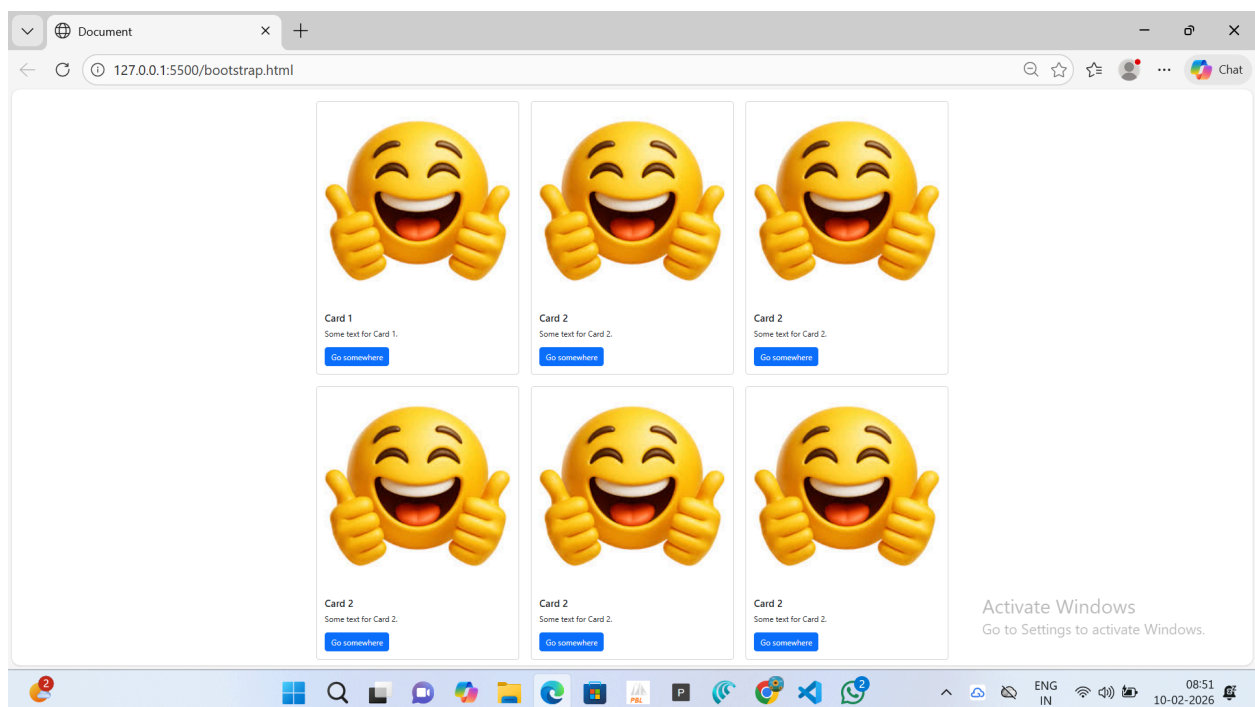 Document
127.0.0.1:5500/bootstrap.html
Chat
Card 1
Some text for Card 1.
Go somewhere
Card 2
Some text for Card 2.
Go somewhere
Card 2
Some text for Card 2.
Go somewhere
Card 2
Some text for Card 2.
Go somewhere
Card 2
Some text for Card 2.
Go somewhere
Card 2
Some text for Card 2.
Go somewhere
Activate Windows
Go to Settings to activate Windows.
2
PBL
P
2
ENG
IN
08:51
10-02-2026